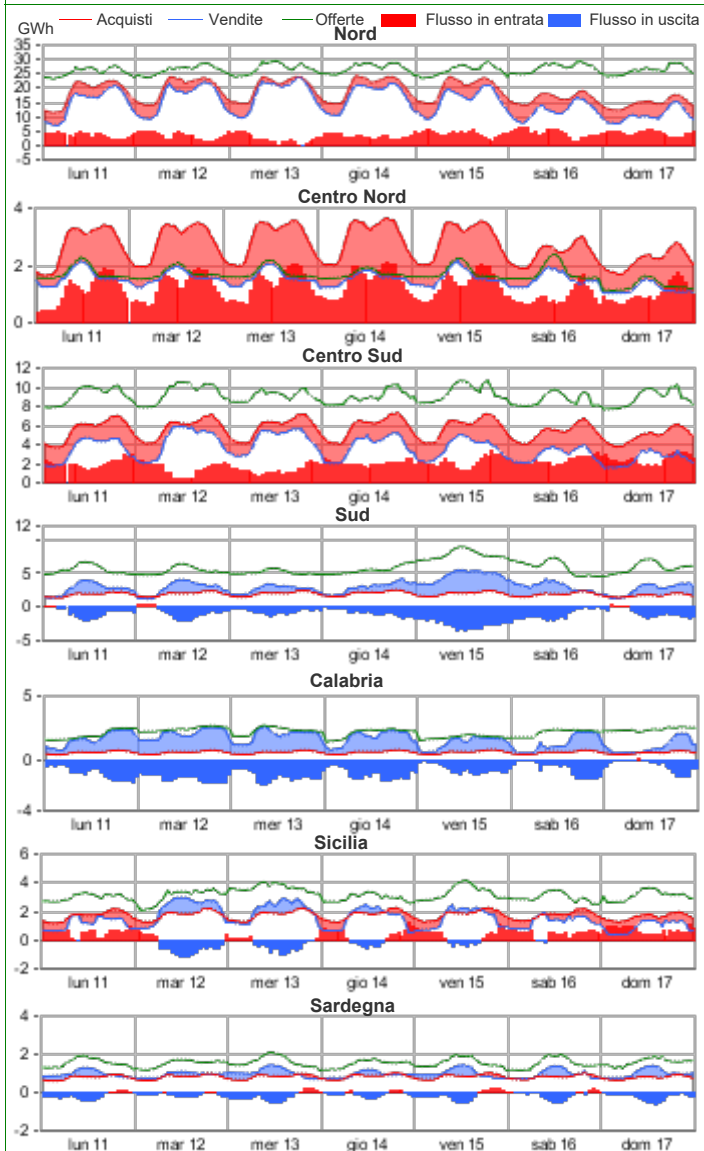 Acquisti Vendite Offerte Flusso in entrata Flusso in uscita
GWh
Nord
35
30
25
20
15
10
5
0
-5
lun 11 mar 12 mer 13 gio 14 ven 15 sab 16 dom 17
Centro Nord
4
2
0
lun 11 mar 12 mer 13 gio 14 ven 15 sab 16 dom 17
Centro Sud
12
10
8
6
4
2
0
lun 11 mar 12 mer 13 gio 14 ven 15 sab 16 dom 17
Sud
12
5
0
-5
lun 11 mar 12 mer 13 gio 14 ven 15 sab 16 dom 17
Calabria
5
0
-4
lun 11 mar 12 mer 13 gio 14 ven 15 sab 16 dom 17
Sicilia
6
4
2
0
-2
lun 11 mar 12 mer 13 gio 14 ven 15 sab 16 dom 17
Sardegna
4
2
0
-2
lun 11 mar 12 mer 13 gio 14 ven 15 sab 16 dom 17